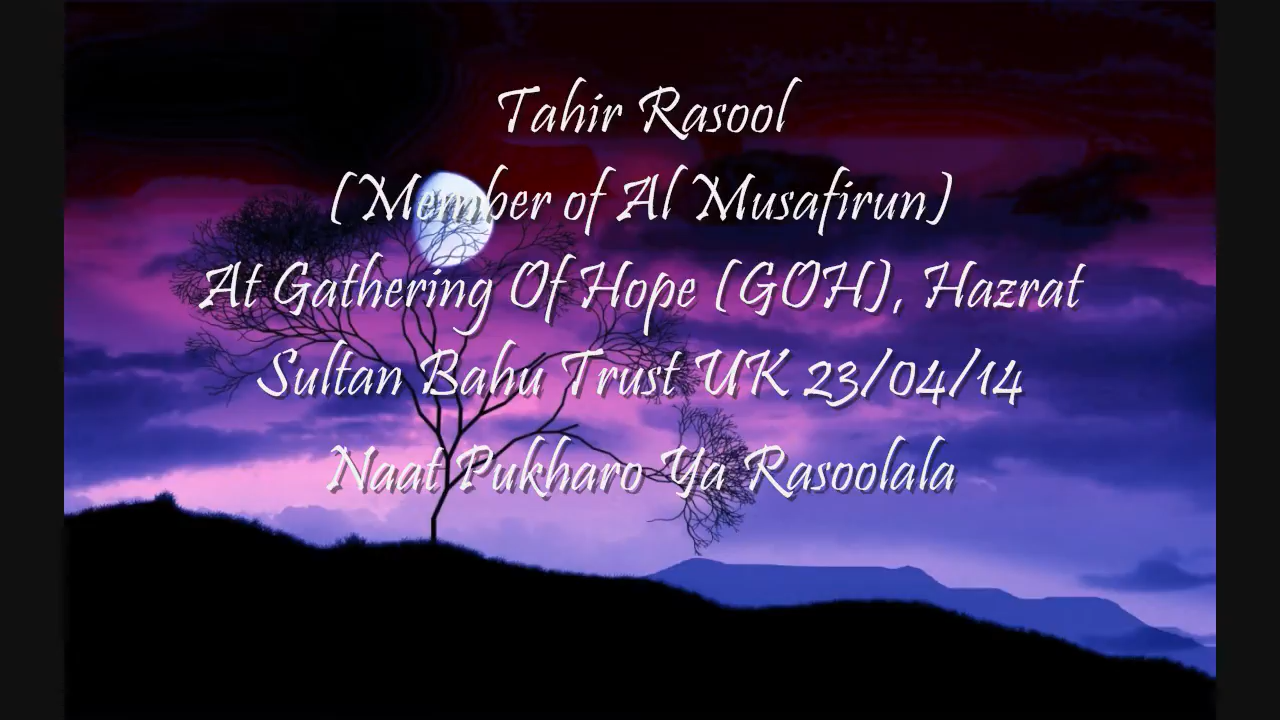 Tahir Rasool
(Member of Al Musafirun)
At Gathering Of Hope (GOH), Hazrat
Sultan Bahu Trust UK 23/04/14
Naat Pukharo Ya Rasoolala